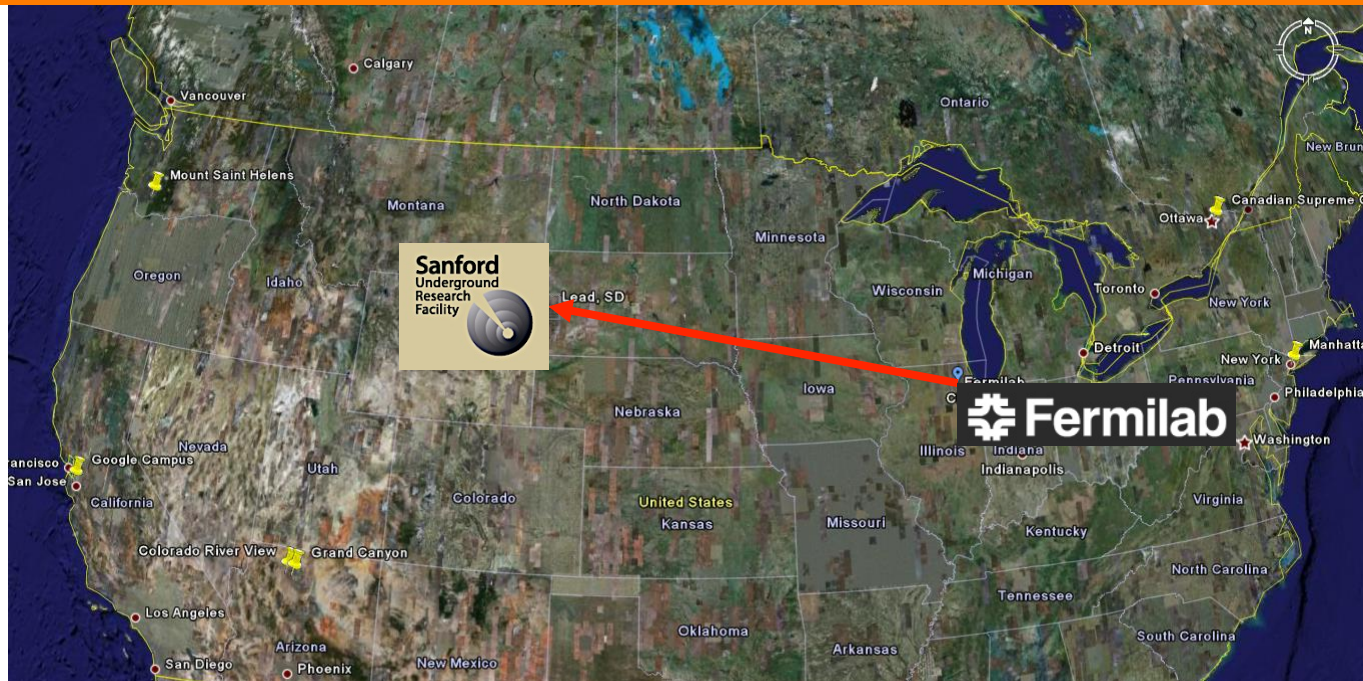 N
Calgary
Vancouver
Ontario
New Brun
Mount Saint Helens
Montana
North Dakota
Canadian Supreme C
Ottawa
Minnesota
Oregon
Idaho
Sanford
Underground
Research
Facility
Lead, SD
Wisconsin
Michigan
Toronto
New York
Detroit
Manhatta
New York
Iowa
Fermilab
C
Pennsylvania
Philadelphia
Nebraska
Fermilab
Nevada
Utah
Illinois
Indiana
Washington
rancisco
Google Campus
Indianapolis
San Jose
California
Colorado
United States
Kansas
Missouri
Virginia
Kentucky
Colorado River View
Grand Canyon
North Carolina
Tennessee
Los Angeles
Oklahoma
South Carolina
Arizona
Arkansas
San Diego
Phoenix
New Mexico